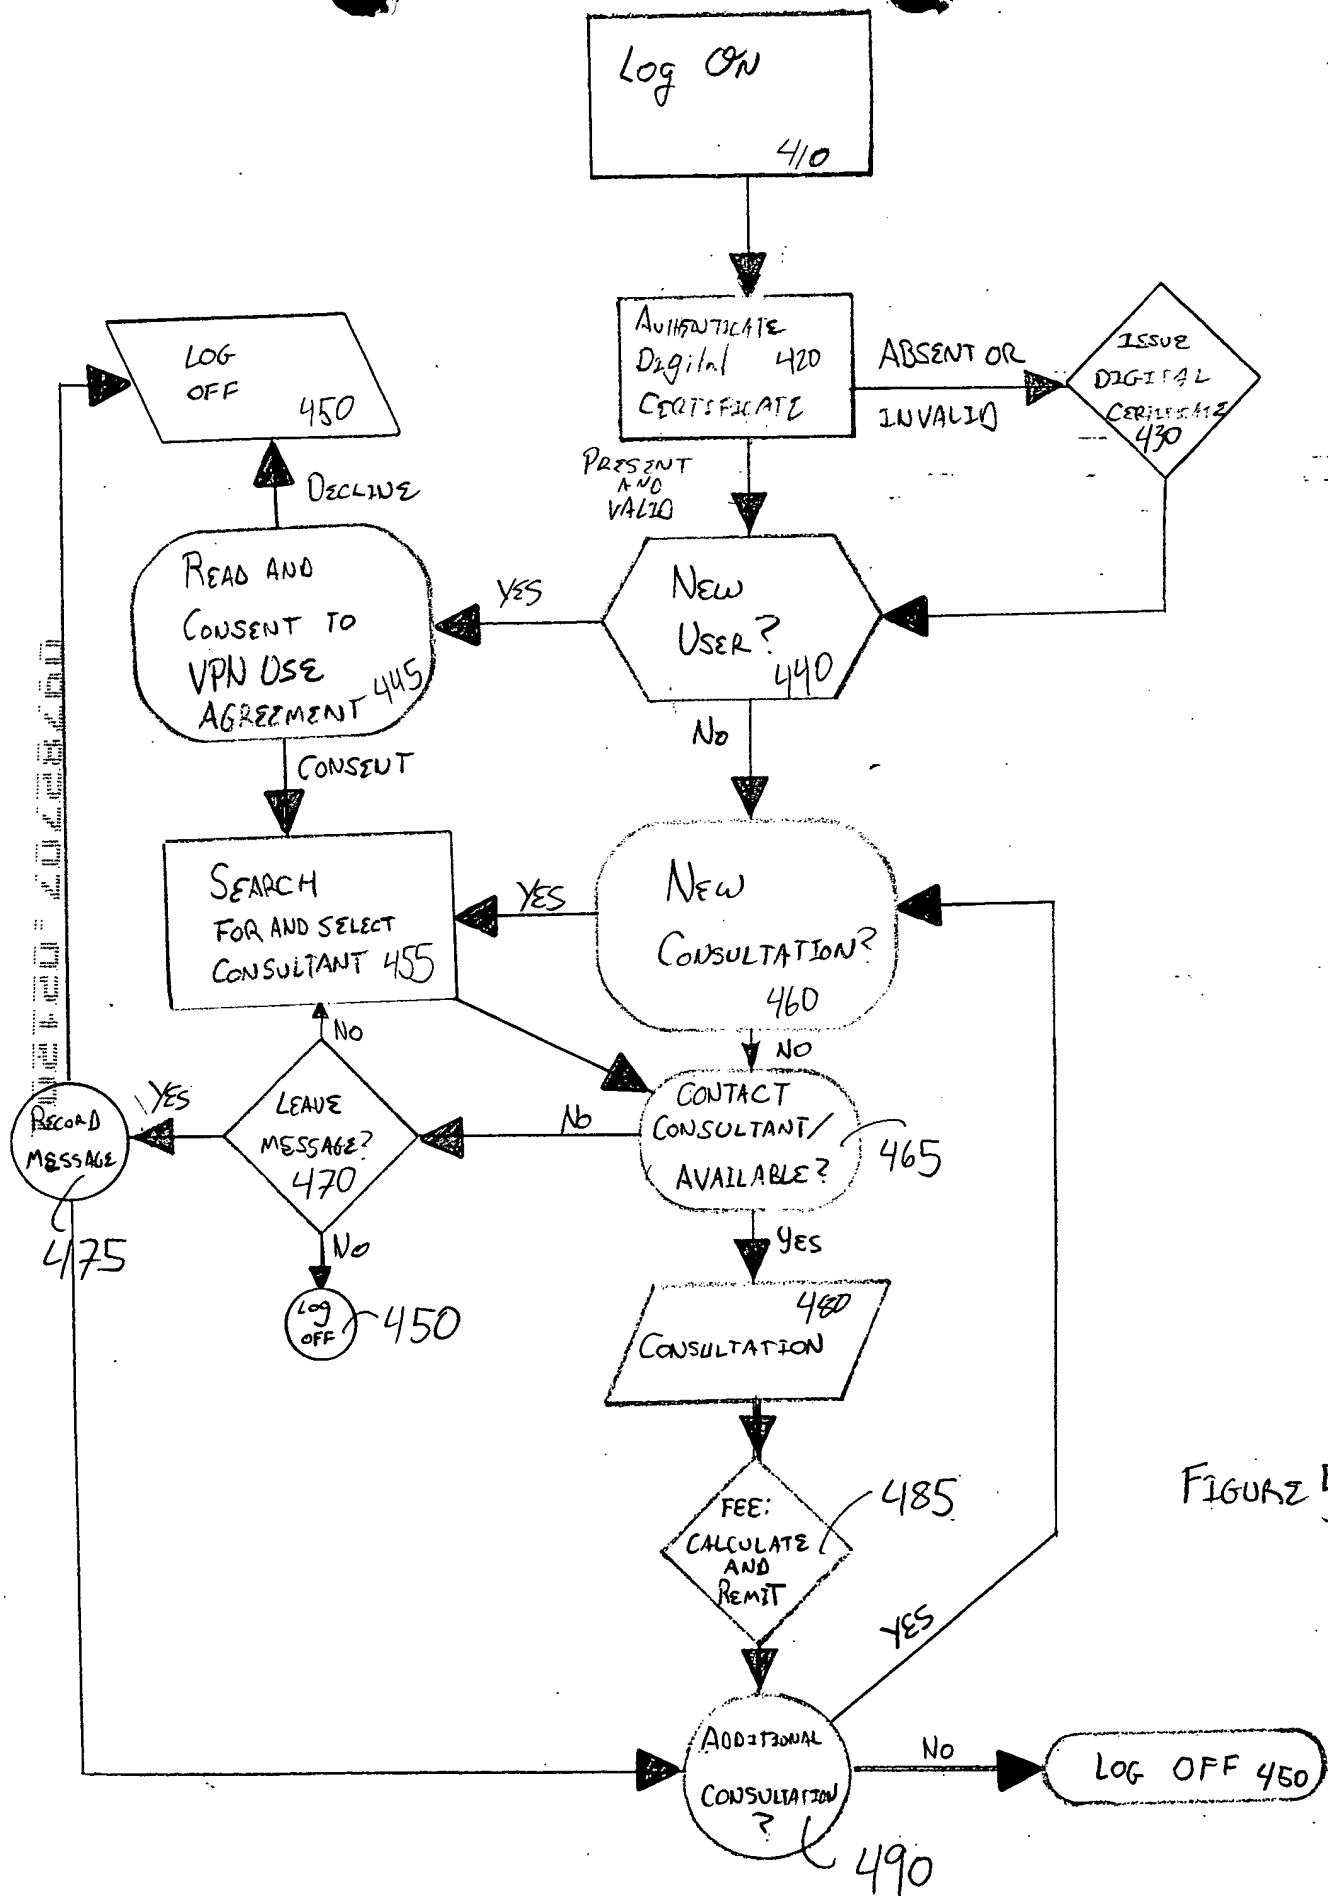 Log ON
410
AUTHENTICATE
Digital 420
CERTIFICATE
ABSENT OR
INVALID
ISSUE
DIGITAL
CERTIFICATE
430
LOG
OFF
450
DECLINE
PRESENT
AND
VALID
READ AND
CONSENT TO
VPN USE
AGREEMENT 445
YES
NEW
USER?
440
NO
CONSENT
SEARCH
FOR AND SELECT
CONSULTANT 455
YES
NEW
CONSULTATION?
460
NO
NO
CONTACT
CONSULTANT/
AVAILABLE?
465
NO
LEAVE
MESSAGE?
470
YES
RECORD
MESSAGE
475
NO
LOG
OFF
450
YES
480
CONSULTATION
FEE:
CALCULATE
AND
REMIT
485
FIGURE
YES
ADDITIONAL
CONSULTATION
?
490
NO
LOG OFF 450